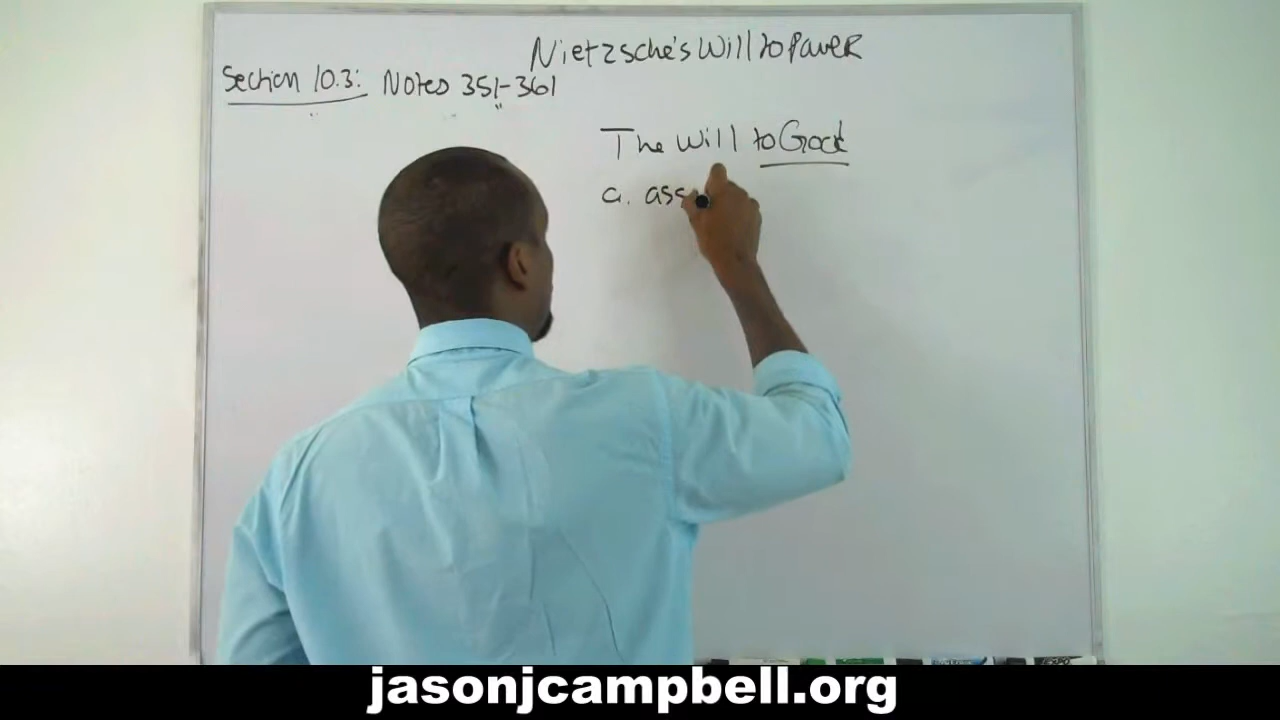 Nietzsche's Will to Power
Section 10.3: Notes 351-361
The Will to Good
a. ass
jasonjcampbell.org